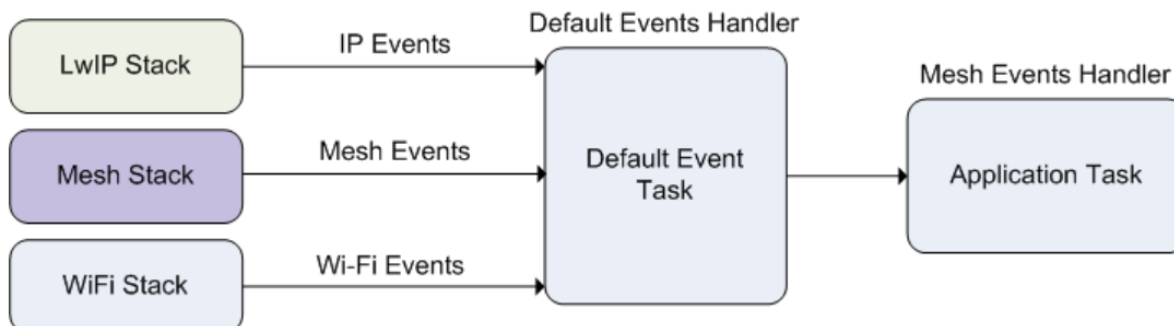 Default Events Handler
LwIP Stack
IP Events
Mesh Events Handler
Mesh Stack
Mesh Events
Default Event
Task
Application Task
WiFi Stack
Wi-Fi Events